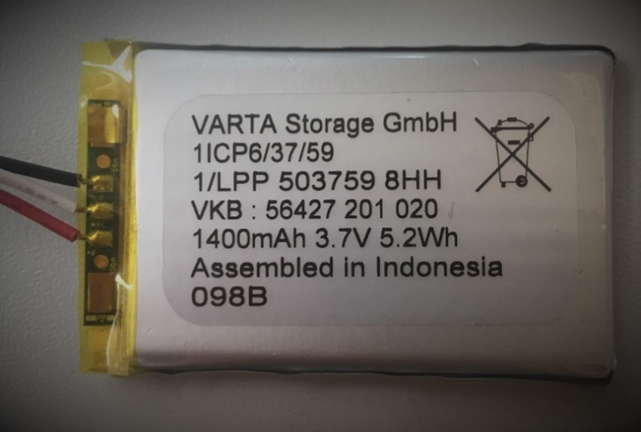 VARTA Storage GmbH
1ICP6/37/59
1/LPP 503759 8HH
VKB : 56427 201 020
1400mAh 3.7V 5.2Wh
Assembled in Indonesia
098B